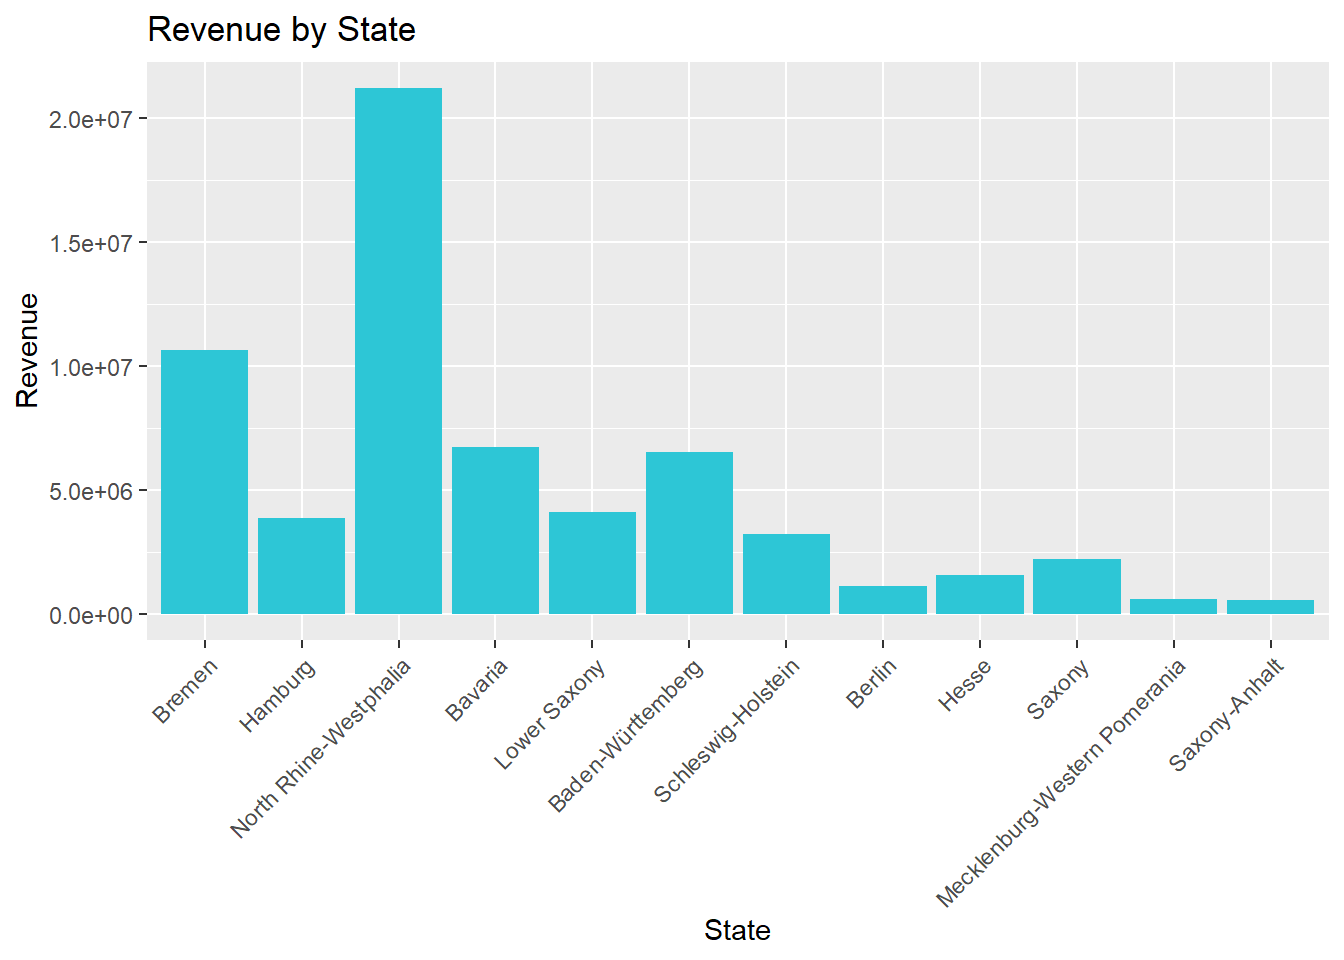 Revenue by State
Revenue
2.0e+07
1.5e+07
1.0e+07
5.0e+06
0.0e+00
Bremen
Hamburg
North Rhine-Westphalia
Bavaria
Lower Saxony
Baden-Württemberg
Schleswig-Holstein
Berlin
Hesse
Saxony
Mecklenburg-Western Pomerania
Saxony-Anhalt
State